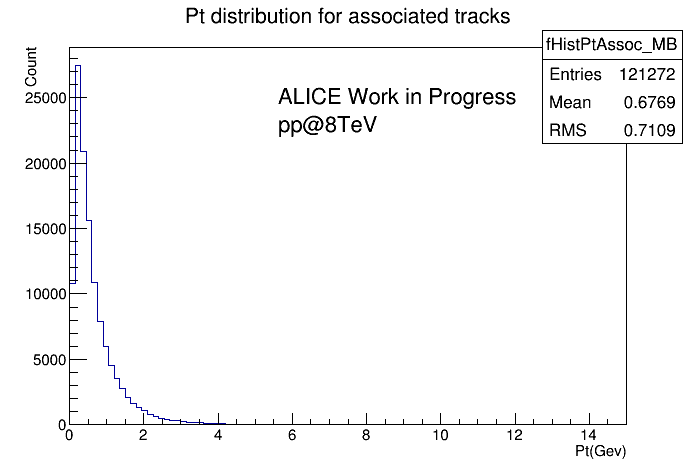 Pt distribution for associated tracks
fHistPtAssoc_MB
Entries 121272
Mean 0.6769
RMS 0.7109
Count
ALICE Work in Progress
pp@8TeV
25000
20000
15000
10000
5000
0
0 2 4 6 8 10 12 14
Pt(Gev)